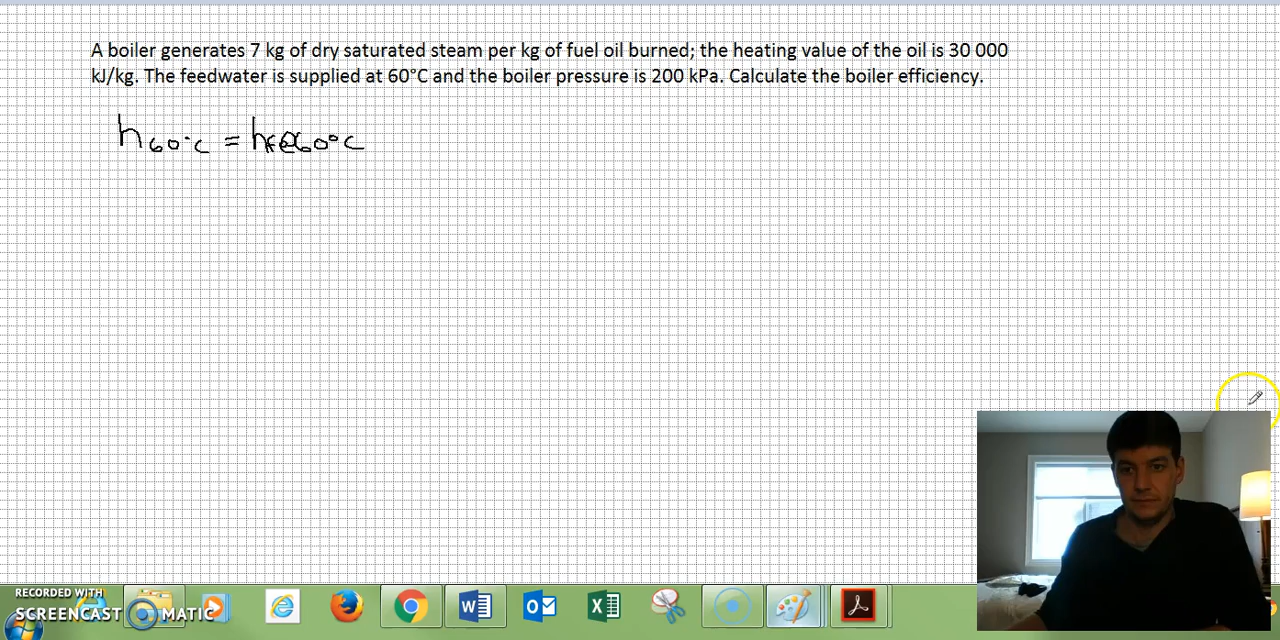 A boiler generates 7 kg of dry saturated steam per kg of fuel oil burned; the heating value of the oil is 30 000
kJ/kg. The feedwater is supplied at 60°C and the boiler pressure is 200 kPa. Calculate the boiler efficiency.
h60°C = hf@60°C
RECORDED WITH
SCREENCAST MATIC